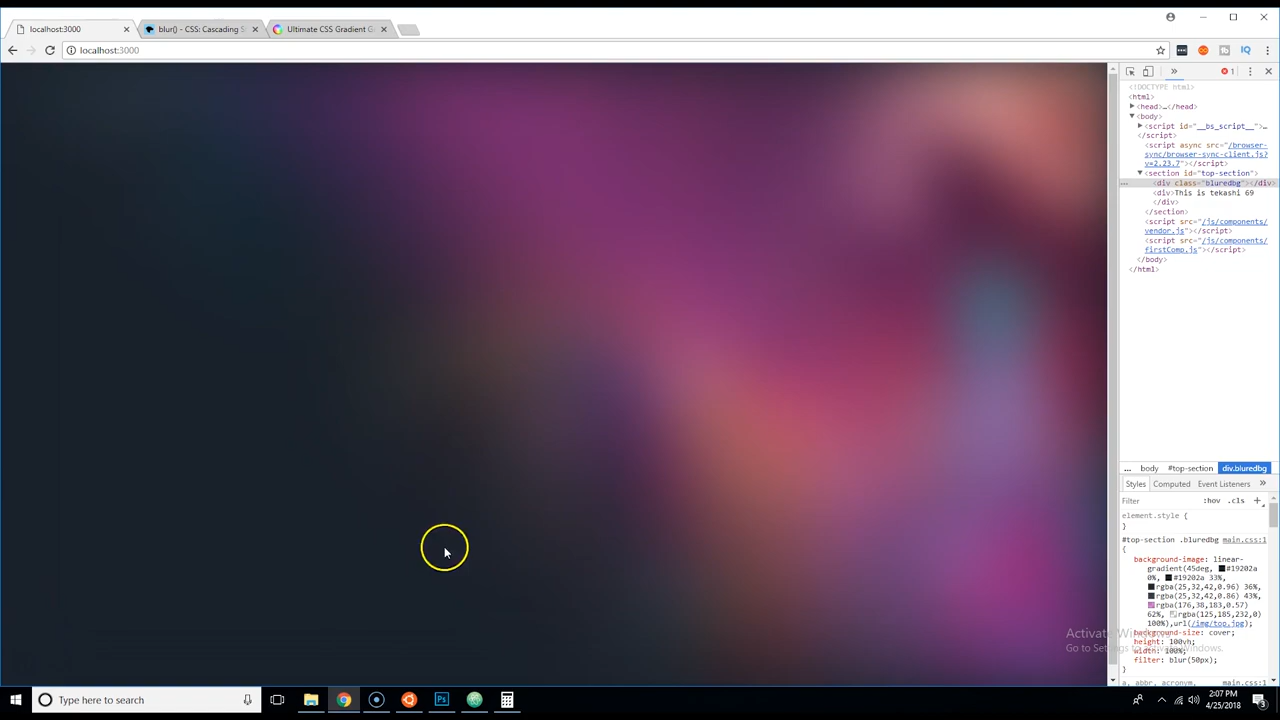 localhost:3000
blur() - CSS: Cascading S
Ultimate CSS Gradient G
localhost:3000
1
<!DOCTYPE html>
<html>
<head>…</head>
<body>
<script id="__bs_script__">…
</script>
<script async src="/browser-
sync/browser-sync-client.js?
v=2.23.7"></script>
<section id="top-section">
… <div class="bluredbg"></div>
<div>This is tekashi 69
</div>
</section>
<script src="/js/components/
vendor.js"></script>
<script src="/js/components/
firstComp.js"></script>
</body>
</html>
... body #top-section div.bluredbg
Styles Computed Event Listeners
Filter :hov .cls +
element.style {
}
#top-section .bluredbg main.css:1
{
background-image: linear-
gradient(45deg, #19202a
0%, #19202a 33%,
rgba(25,32,42,0.96) 36%,
rgba(25,32,42,0.86) 43%,
rgba(176,38,183,0.57)
62%, rgba(125,185,232,0)
100%),url(/img/top.jpg);
background-size: cover;
height: 100vh;
width: 100%;
filter: blur(50px);
}
a, abbr, acronym, main.css:1
Activate Windows
Go to Settings to activate Windows.
Type here to search
2:07 PM
4/25/2018
3